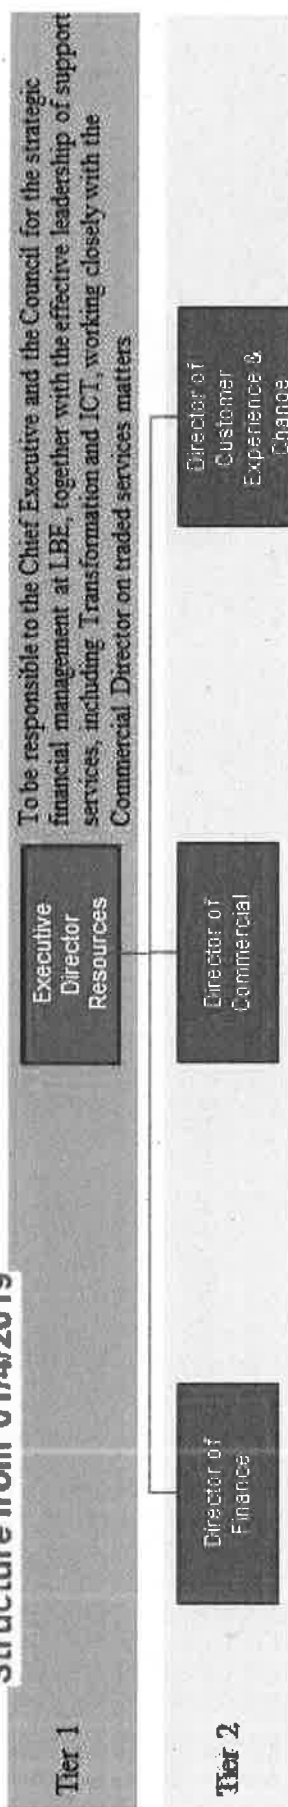 Structure from 01/4/2019
Tier 1
Executive
Director
Resources
To be responsible to the Chief Executive and the Council for the strategic
financial management at LBE, together with the effective leadership of support
services, including Transformation and ICT, working closely with the
Commercial Director on traded services matters
Tier 2
Director of
Finance
Director of
Commercial
Director of
Customer
Experience &
Change